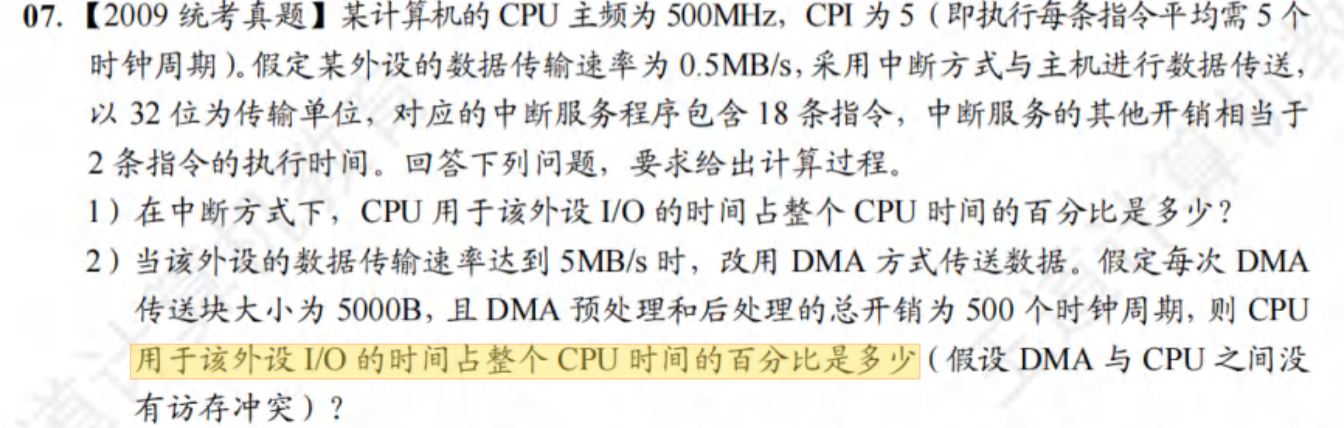 07.【2009 统考真题】某计算机的 CPU 主频为 500MHz，CPI 为 5（即执行每条指令平均需 5 个
时钟周期）。假定某外设的数据传输速率为 0.5MB/s，采用中断方式与主机进行数据传送，
以 32 位为传输单位，对应的中断服务程序包含 18 条指令，中断服务的其他开销相当于
2 条指令的执行时间。回答下列问题，要求给出计算过程。
1）在中断方式下，CPU 用于该外设 I/O 的时间占整个 CPU 时间的百分比是多少？
2）当该外设的数据传输速率达到 5MB/s 时，改用 DMA 方式传送数据。假定每次 DMA
传送块大小为 5000B，且 DMA 预处理和后处理的总开销为 500 个时钟周期，则 CPU
用于该外设 I/O 的时间占整个 CPU 时间的百分比是多少（假设 DMA 与 CPU 之间没
有访存冲突）？